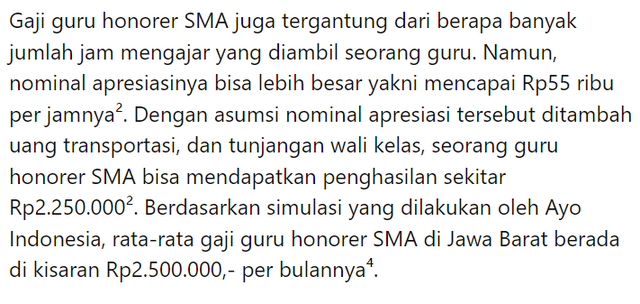 Gaji guru honorer SMA juga tergantung dari berapa banyak
jumlah jam mengajar yang diambil seorang guru. Namun,
nominal apresiasinya bisa lebih besar yakni mencapai Rp55 ribu
per jamnya². Dengan asumsi nominal apresiasi tersebut ditambah
uang transportasi, dan tunjangan wali kelas, seorang guru
honorer SMA bisa mendapatkan penghasilan sekitar
Rp2.250.000². Berdasarkan simulasi yang dilakukan oleh Ayo
Indonesia, rata-rata gaji guru honorer SMA di Jawa Barat berada
di kisaran Rp2.500.000,- per bulannya⁴.